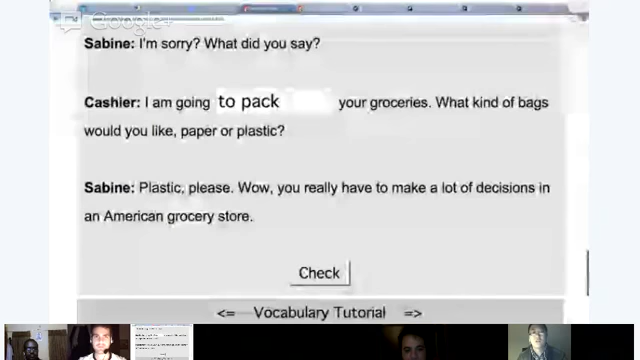 Google+
Sabine: I'm sorry? What did you say?
Cashier: I am going to pack your groceries. What kind of bags
would you like, paper or plastic?
Sabine: Plastic, please. Wow, you really have to make a lot of decisions in
an American grocery store.
Check
<= Vocabulary Tutorial =>